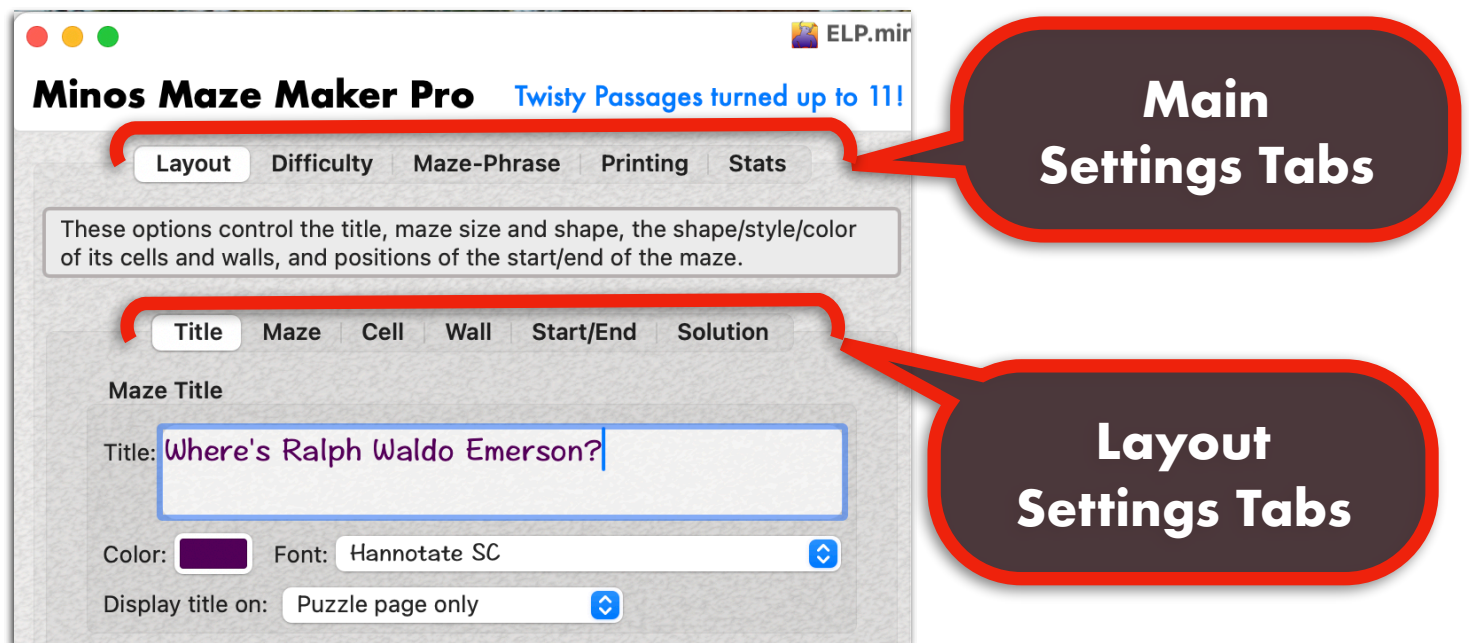 ELP.min
Minos Maze Maker Pro Twisty Passages turned up to 11!
Layout Difficulty Maze-Phrase Printing Stats
These options control the title, maze size and shape, the shape/style/color
of its cells and walls, and positions of the start/end of the maze.
Title Maze Cell Wall Start/End Solution
Maze Title
Title: Where's Ralph Waldo Emerson?
Color: Font: Hannotate SC
Display title on: Puzzle page only
Main
Settings Tabs
Layout
Settings Tabs